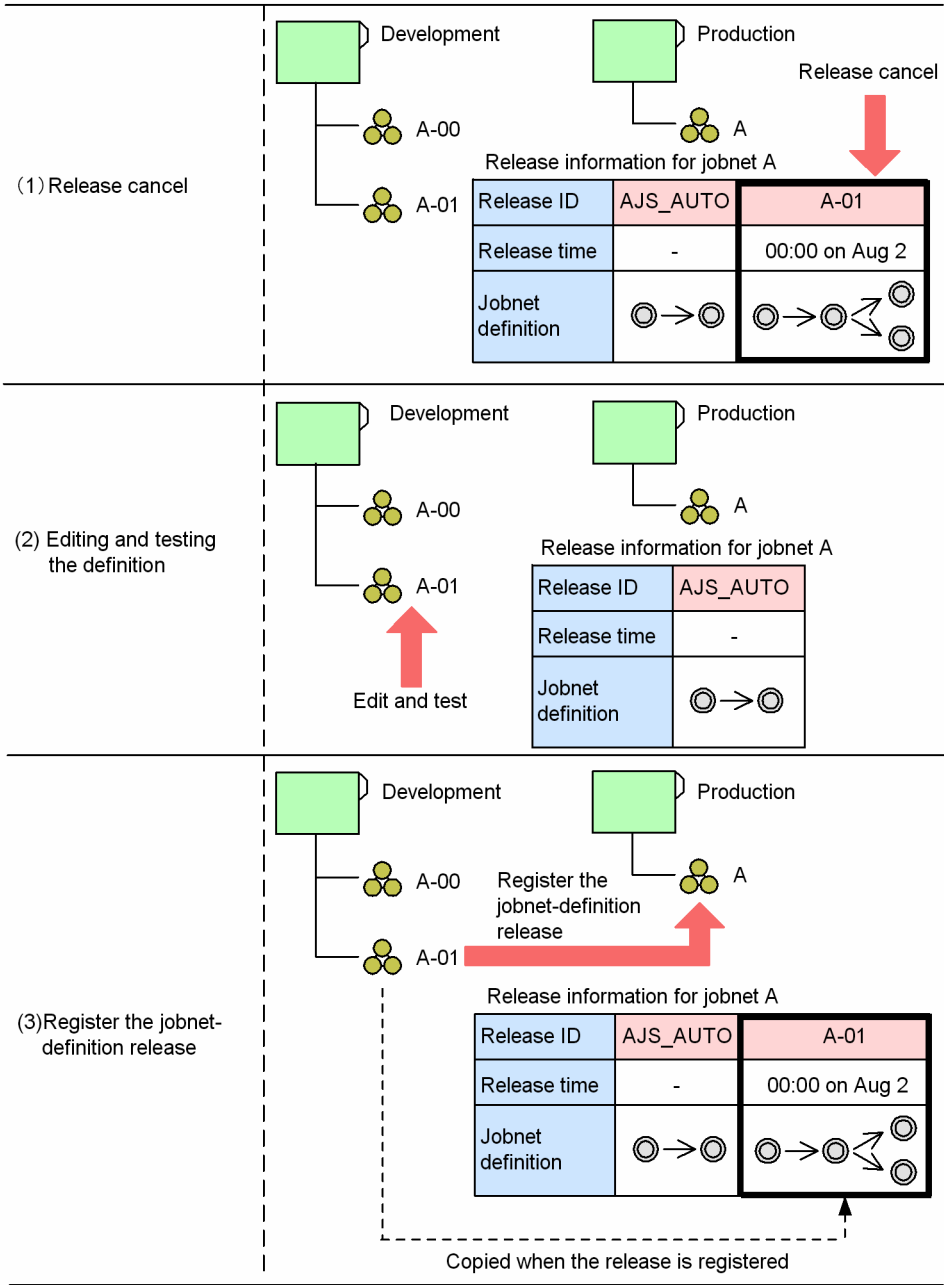 (1) Release cancel
Development
Production
Release cancel
A-00
A
A-01
Release information for jobnet A
Release ID
AJS_AUTO
A-01
Release time
-
00:00 on Aug 2
Jobnet
definition
(2) Editing and testing
the definition
Development
Production
A-00
A
A-01
Edit and test
Release information for jobnet A
Release ID
AJS_AUTO
Release time
-
Jobnet
definition
(3)Register the jobnet-
definition release
Development
Production
A-00
A
A-01
Register the
jobnet-definition
release
Release information for jobnet A
Release ID
AJS_AUTO
A-01
Release time
-
00:00 on Aug 2
Jobnet
definition
Copied when the release is registered